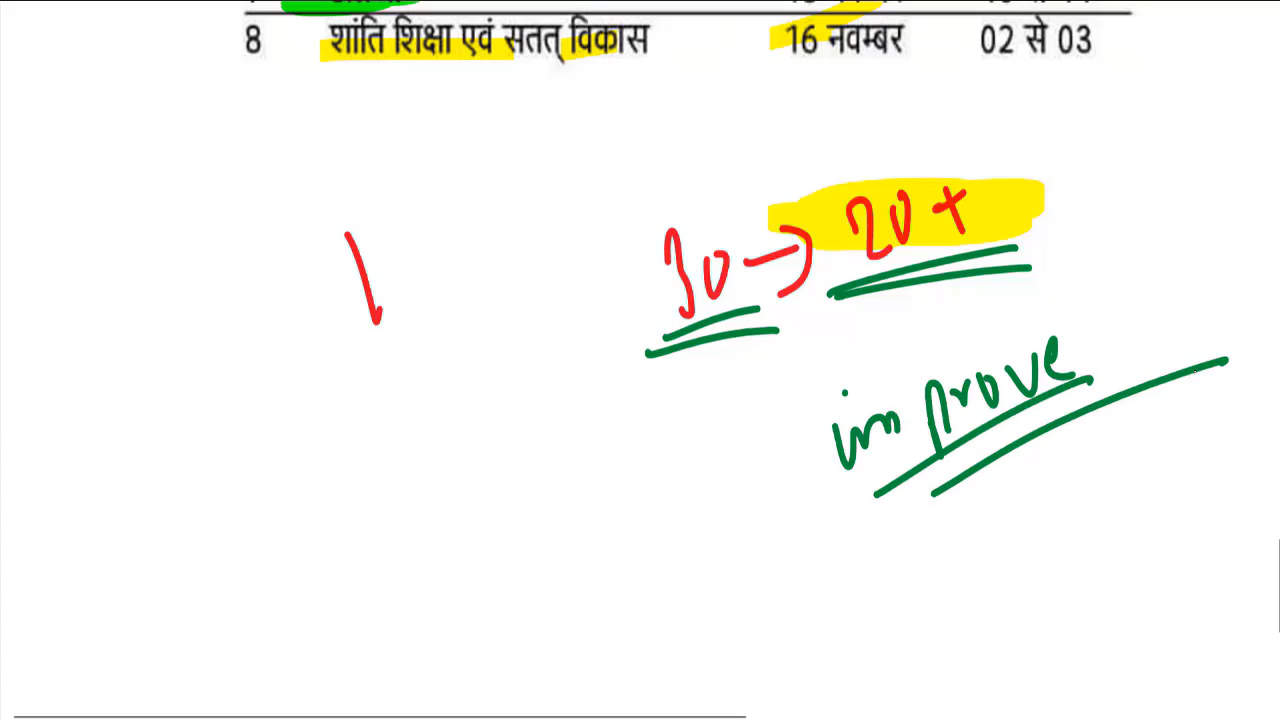 8 शांति शिक्षा एवं सतत् विकास 16 नवम्बर 02 से 03
30 → 20+
improve